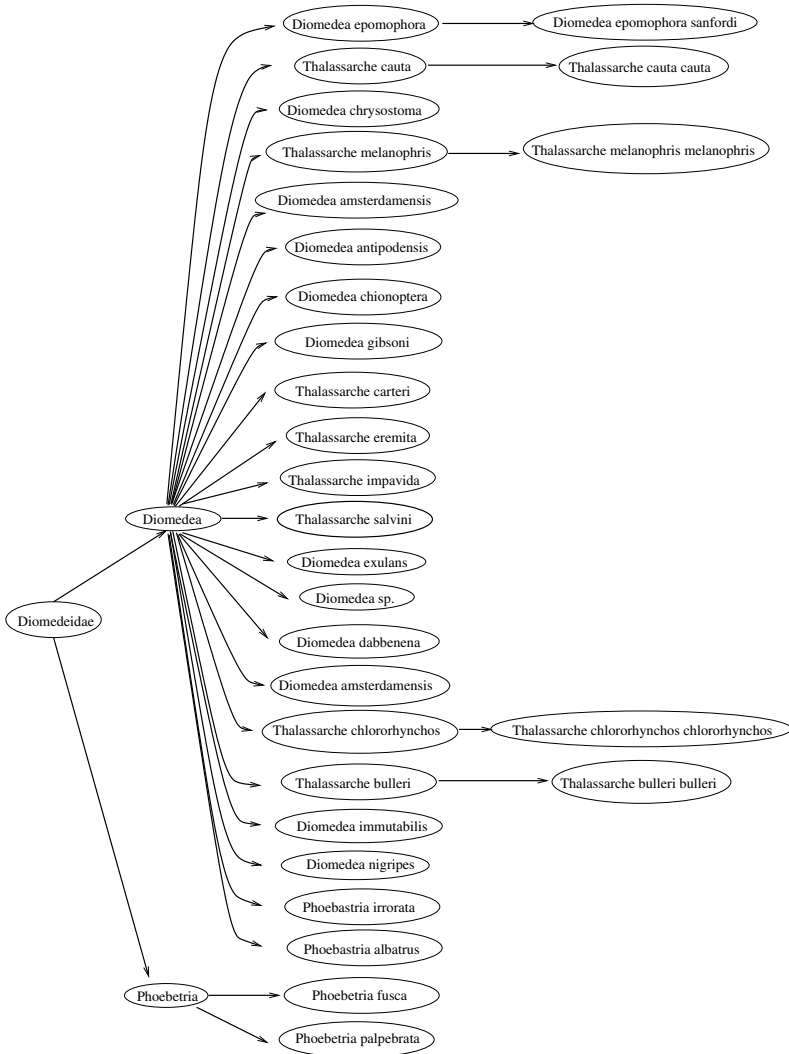 Diomedea epomophora
Diomedea epomophora sanfordi
Thalassarche cauta
Thalassarche cauta cauta
Diomedea chrysostoma
Thalassarche melanophris
Thalassarche melanophris melanophris
Diomedea amsterdamensis
Diomedea antipodensis
Diomedea chionoptera
Diomedea gibsoni
Thalassarche carteri
Thalassarche eremita
Thalassarche impavida
Diomedea
Thalassarche salvini
Diomedea exulans
Diomedea sp.
Diomedeidae
Diomedea dabbenena
Diomedea amsterdamensis
Thalassarche chlororhynchos
Thalassarche chlororhynchos chlororhynchos
Thalassarche bulleri
Thalassarche bulleri bulleri
Diomedea immutabilis
Diomedea nigripes
Phoebastria irrorata
Phoebastria albatrus
Phoebetria
Phoebetria fusca
Phoebetria palpebrata